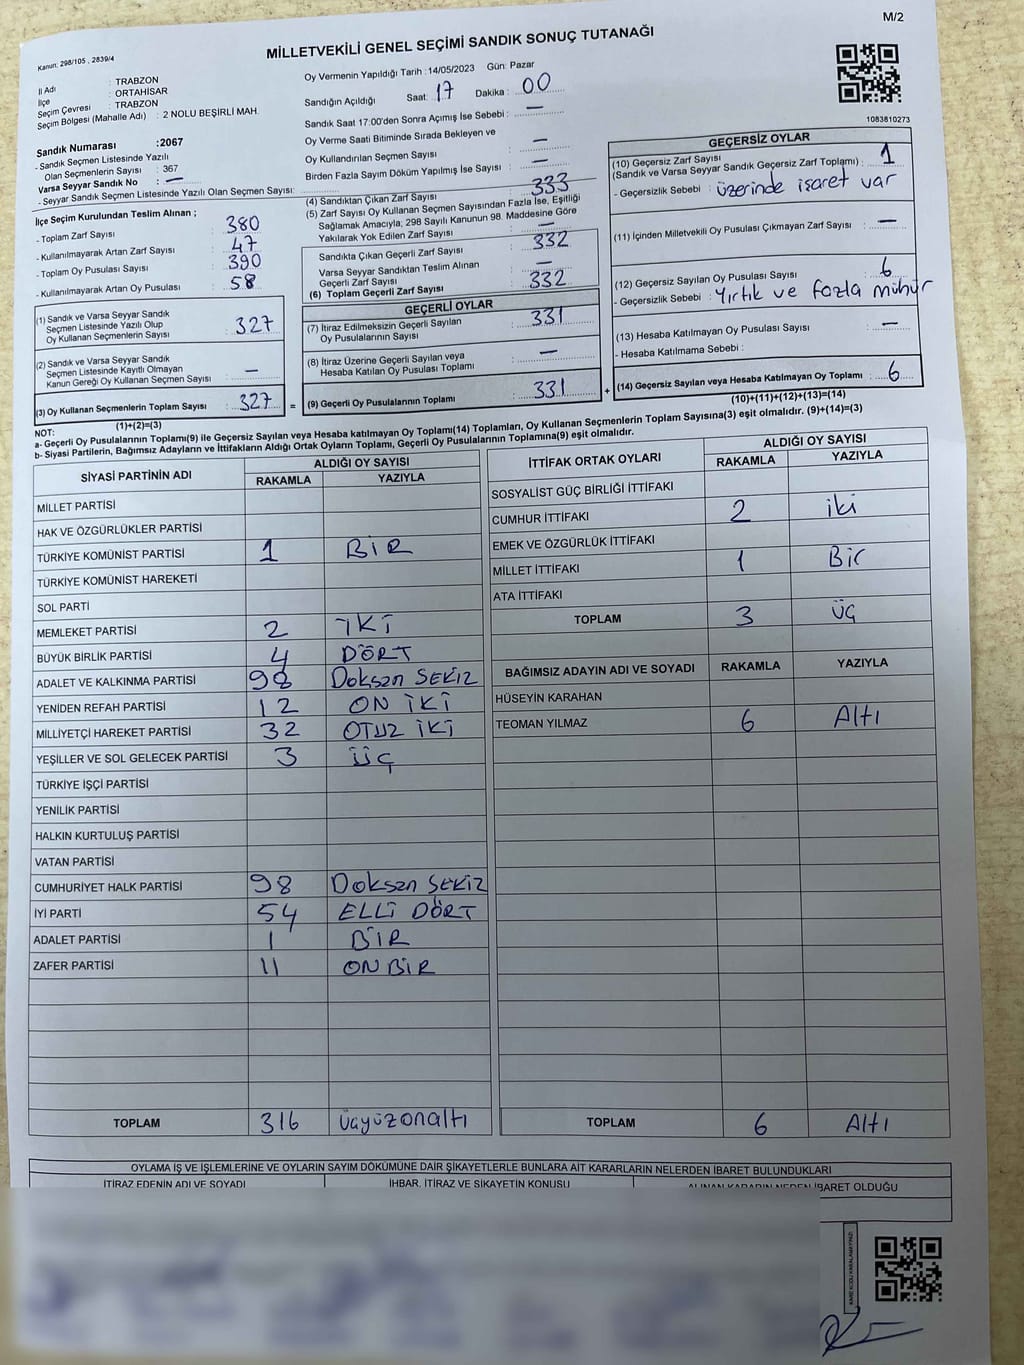 M/2
Kanun: 298/105 , 2839/4
MİLLETVEKİLİ GENEL SEÇİMİ SANDIK SONUÇ TUTANAĞI
İl Adı : TRABZON
İlçe : ORTAHİSAR
Seçim Çevresi : TRABZON
Seçim Bölgesi (Mahalle Adı) : 2 NOLU BEŞİRLİ MAH.
Sandık Numarası :2067
- Sandık Seçmen Listesinde Yazılı
Olan Seçmenlerin Sayısı : 367
Varsa Seyyar Sandık No : —
- Seyyar Sandık Seçmen Listesinde Yazılı Olan Seçmen Sayısı:
Oy Vermenin Yapıldığı Tarih : 14/05/2023 Gün: Pazar
Sandığın Açıldığı Saat: 17 Dakika : 00
Sandık Saat 17:00'den Sonra Açımış İse Sebebi : —
Oy Verme Saati Bitiminde Sırada Bekleyen ve
Oy Kullandırılan Seçmen Sayısı : —
Birden Fazla Sayım Döküm Yapılmış İse Sayısı : —
1083810273
İlçe Seçim Kurulundan Teslim Alınan ;
- Toplam Zarf Sayısı : 380
- Kullanılmayarak Artan Zarf Sayısı : 47
- Toplam Oy Pusulası Sayısı : 390
- Kullanılmayarak Artan Oy Pusulası : 58
(1) Sandık ve Varsa Seyyar Sandık
Seçmen Listesinde Yazılı Olup
Oy Kullanan Seçmenlerin Sayısı : 327
(2) Sandık ve Varsa Seyyar Sandık
Seçmen Listesinde Kayıtlı Olmayan
Kanun Gereği Oy Kullanan Seçmen Sayısı : —
(3) Oy Kullanan Seçmenlerin Toplam Sayısı : 327
(1)+(2)=(3)
(4) Sandıktan Çıkan Zarf Sayısı : 333
(5) Zarf Sayısı Oy Kullanan Seçmen Sayısından Fazla İse, Eşitliği
Sağlamak Amacıyla; 298 Sayılı Kanunun 98. Maddesine Göre
Yakılarak Yok Edilen Zarf Sayısı : —
Sandıkta Çıkan Geçerli Zarf Sayısı : 332
Varsa Seyyar Sandıktan Teslim Alınan
Geçerli Zarf Sayısı : —
(6) Toplam Geçerli Zarf Sayısı : 332
GEÇERLİ OYLAR
(7) İtiraz Edilmeksizin Geçerli Sayılan
Oy Pusulalarının Sayısı : 331
(8) İtiraz Üzerine Geçerli Sayılan veya
Hesaba Katılan Oy Pusulası Toplamı : —
= (9) Geçerli Oy Pusulalarının Toplamı : 331 +
GEÇERSİZ OYLAR
(10) Geçersiz Zarf Sayısı
(Sandık ve Varsa Seyyar Sandık Geçersiz Zarf Toplamı) : 1
- Geçersizlik Sebebi : üzerinde işaret var
(11) İçinden Milletvekili Oy Pusulası Çıkmayan Zarf Sayısı : —
(12) Geçersiz Sayılan Oy Pusulası Sayısı : 6
- Geçersizlik Sebebi : Yırtık ve fazla mühür
(13) Hesaba Katılmayan Oy Pusulası Sayısı : —
- Hesaba Katılmama Sebebi :
(14) Geçersiz Sayılan veya Hesaba Katılmayan Oy Toplamı : 6
(10)+(11)+(12)+(13)=(14)
NOT:
a- Geçerli Oy Pusulalarının Toplamı(9) ile Geçersiz Sayılan veya Hesaba katılmayan Oy Toplamı(14) Toplamları, Oy Kullanan Seçmenlerin Toplam Sayısına(3) eşit olmalıdır. (9)+(14)=(3)
b- Siyasi Partilerin, Bağımsız Adayların ve İttifakların Aldığı Ortak Oyların Toplamı, Geçerli Oy Pusulalarının Toplamına(9) eşit olmalıdır.
SİYASİ PARTİNİN ADI ALDIĞI OY SAYISI
RAKAMLA YAZIYLA
MİLLET PARTİSİ
HAK VE ÖZGÜRLÜKLER PARTİSİ
TÜRKİYE KOMÜNİST PARTİSİ 1 BİR
TÜRKİYE KOMÜNİST HAREKETİ
SOL PARTİ
MEMLEKET PARTİSİ 2 İKİ
BÜYÜK BİRLİK PARTİSİ 4 DÖRT
ADALET VE KALKINMA PARTİSİ 98 Doksan SEKİZ
YENİDEN REFAH PARTİSİ 12 ON İKİ
MİLLİYETÇİ HAREKET PARTİSİ 32 OTUZ İKİ
YEŞİLLER VE SOL GELECEK PARTİSİ 3 ÜÇ
TÜRKİYE İŞÇİ PARTİSİ
YENİLİK PARTİSİ
HALKIN KURTULUŞ PARTİSİ
VATAN PARTİSİ
CUMHURİYET HALK PARTİSİ 98 Doksan SEKİZ
İYİ PARTİ 54 ELLİ DÖRT
ADALET PARTİSİ 1 BİR
ZAFER PARTİSİ 11 ON BİR
TOPLAM 316 üçyüzonaltı
İTTİFAK ORTAK OYLARI ALDIĞI OY SAYISI
RAKAMLA YAZIYLA
SOSYALİST GÜÇ BİRLİĞİ İTTİFAKI
CUMHUR İTTİFAKI 2 iki
EMEK VE ÖZGÜRLÜK İTTİFAKI
MİLLET İTTİFAKI 1 Bir
ATA İTTİFAKI
TOPLAM 3 üç
BAĞIMSIZ ADAYIN ADI VE SOYADI RAKAMLA YAZIYLA
HÜSEYİN KARAHAN
TEOMAN YILMAZ 6 Altı
TOPLAM 6 Altı
OYLAMA İŞ VE İŞLEMLERİNE VE OYLARIN SAYIM DÖKÜMÜNE DAİR ŞİKAYETLERLE BUNLARA AİT KARARLARIN NELERDEN İBARET BULUNDUKLARI
İTİRAZ EDENİN ADI VE SOYADI İHBAR, İTİRAZ VE ŞİKAYETİN KONUSU ALINAN KARARIN NEDEN İBARET OLDUĞU
KARE KODU KARALAMAYINIZ!